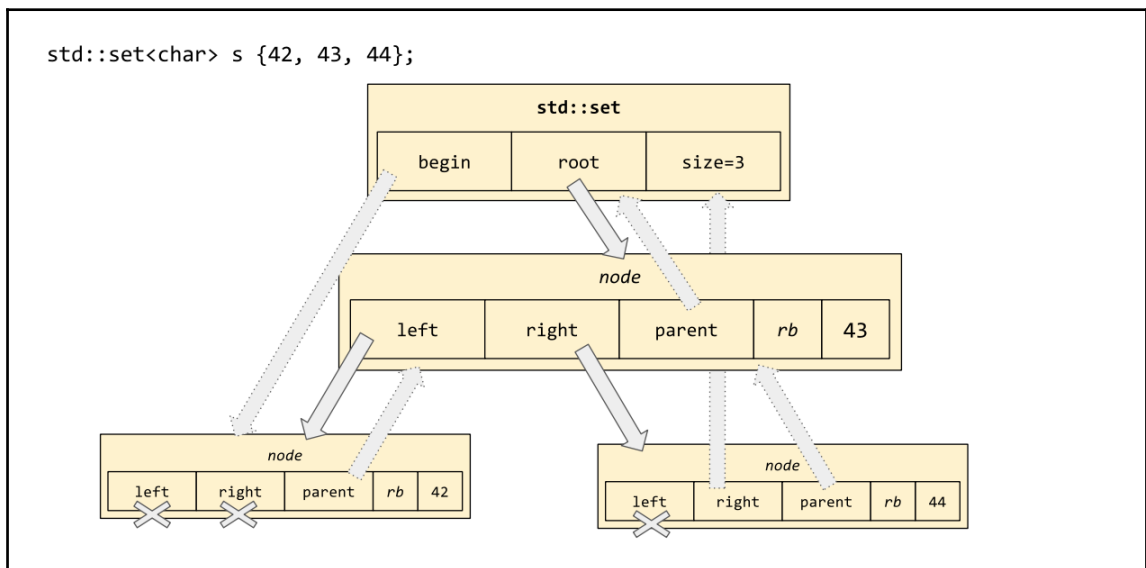 std::set<char> s {42, 43, 44};
std::set
begin root size=3
node
left right parent rb 43
node
left right parent rb 42
node
left right parent rb 44